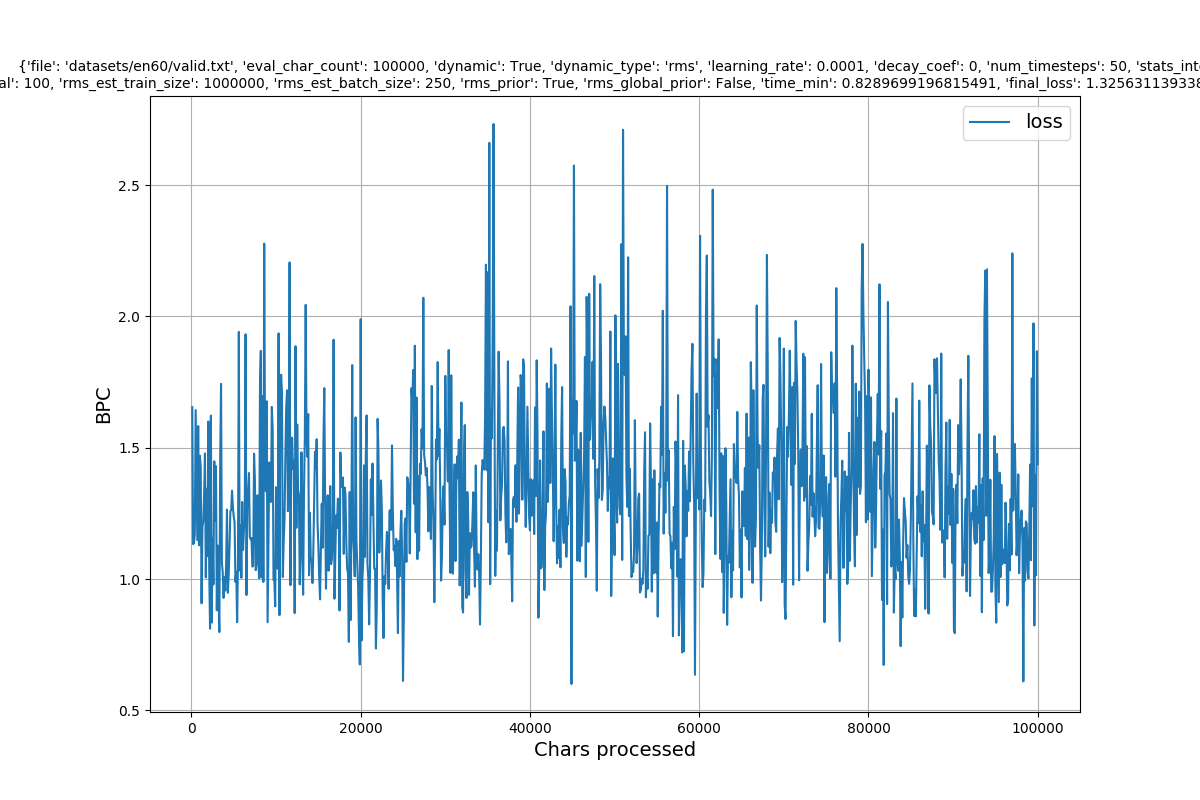 {'file': 'datasets/en60/valid.txt', 'eval_char_count': 100000, 'dynamic': True, 'dynamic_type': 'rms', 'learning_rate': 0.0001, 'decay_coef': 0, 'num_timesteps': 50, 'stats_inte
al': 100, 'rms_est_train_size': 1000000, 'rms_est_batch_size': 250, 'rms_prior': True, 'rms_global_prior': False, 'time_min': 0.8289699196815491, 'final_loss': 1.325631139338
loss
BPC
2.5
2.0
1.5
1.0
0.5
0 20000 40000 60000 80000 100000
Chars processed